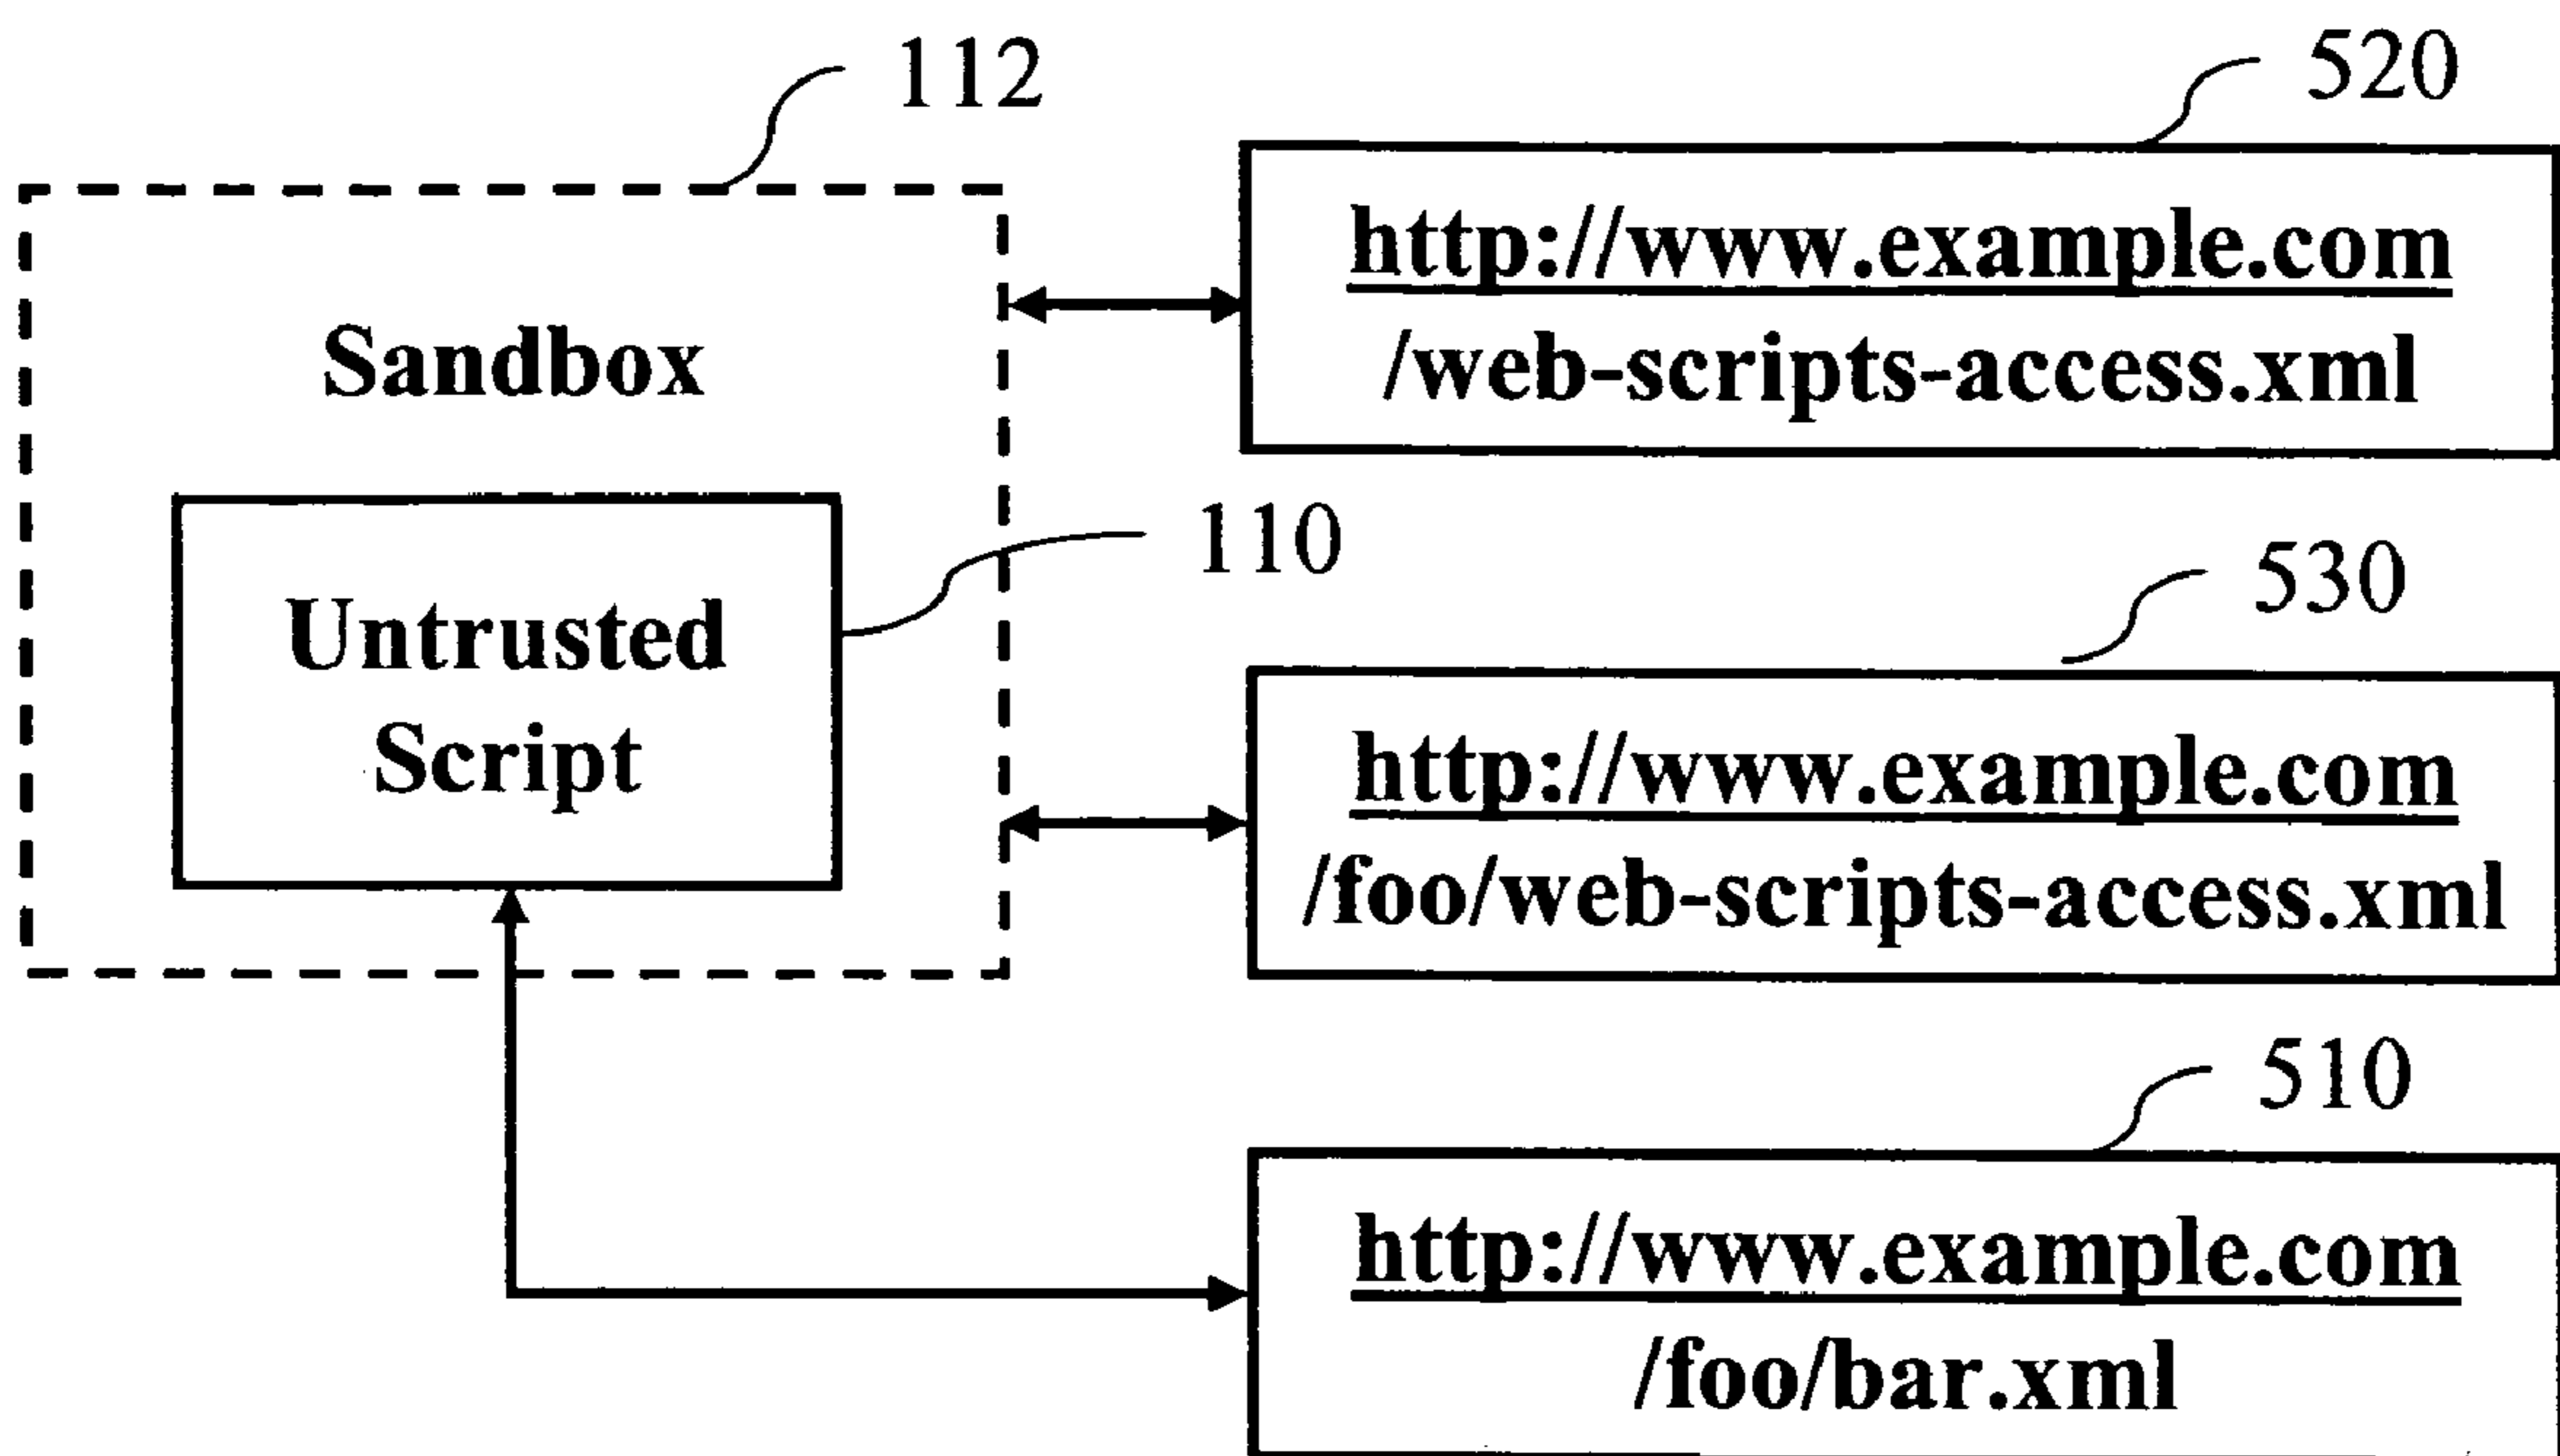 112
520
http://www.example.com
/web-scripts-access.xml
Sandbox
110
Untrusted
Script
530
http://www.example.com
/foo/web-scripts-access.xml
510
http://www.example.com
/foo/bar.xml